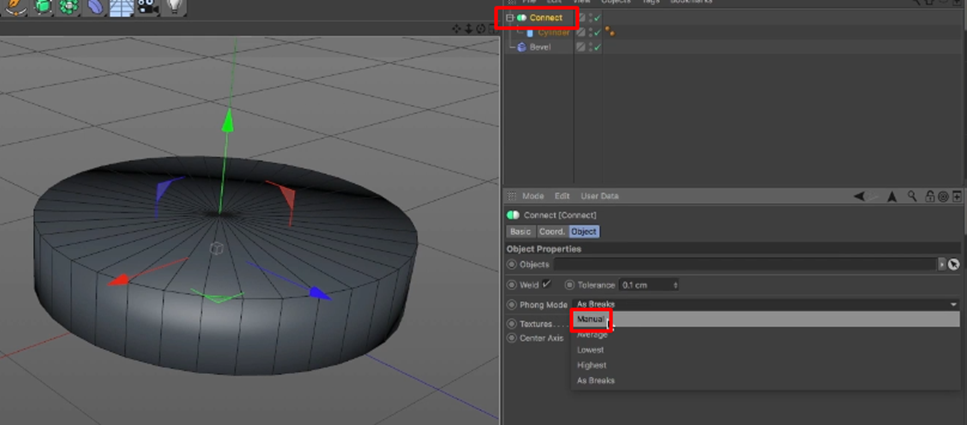 File Edit View Objects Tags Bookmarks
Connect
Cylinder
Bevel
Mode Edit User Data
Connect [Connect]
Basic Coord. Object
Object Properties
Objects
Weld Tolerance 0.1 cm
Phong Mode As Breaks
Manual
Textures....
Average
Center Axis
Lowest
Highest
As Breaks